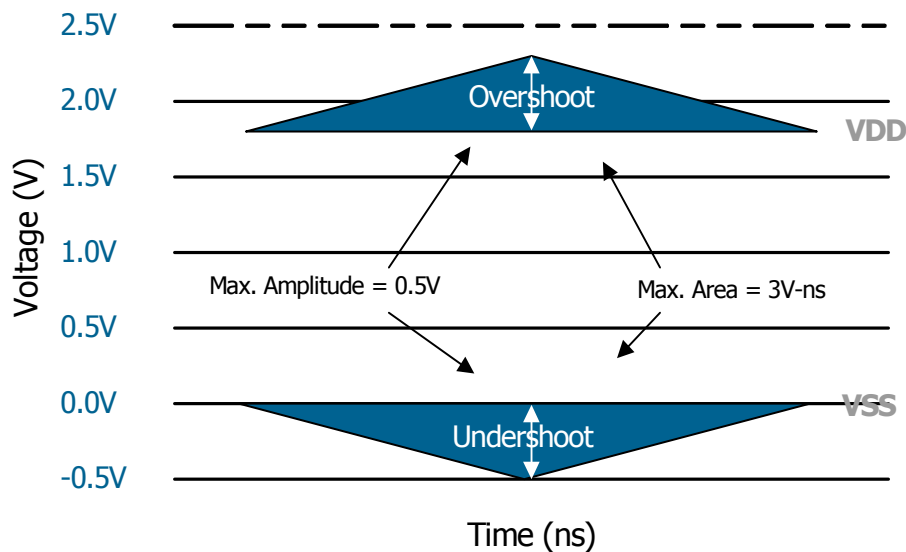 2.5V
Overshoot
2.0V
VDD
1.5V
Voltage (V)
1.0V
Max. Amplitude = 0.5V
Max. Area = 3V-ns
0.5V
0.0V
VSS
Undershoot
-0.5V
Time (ns)